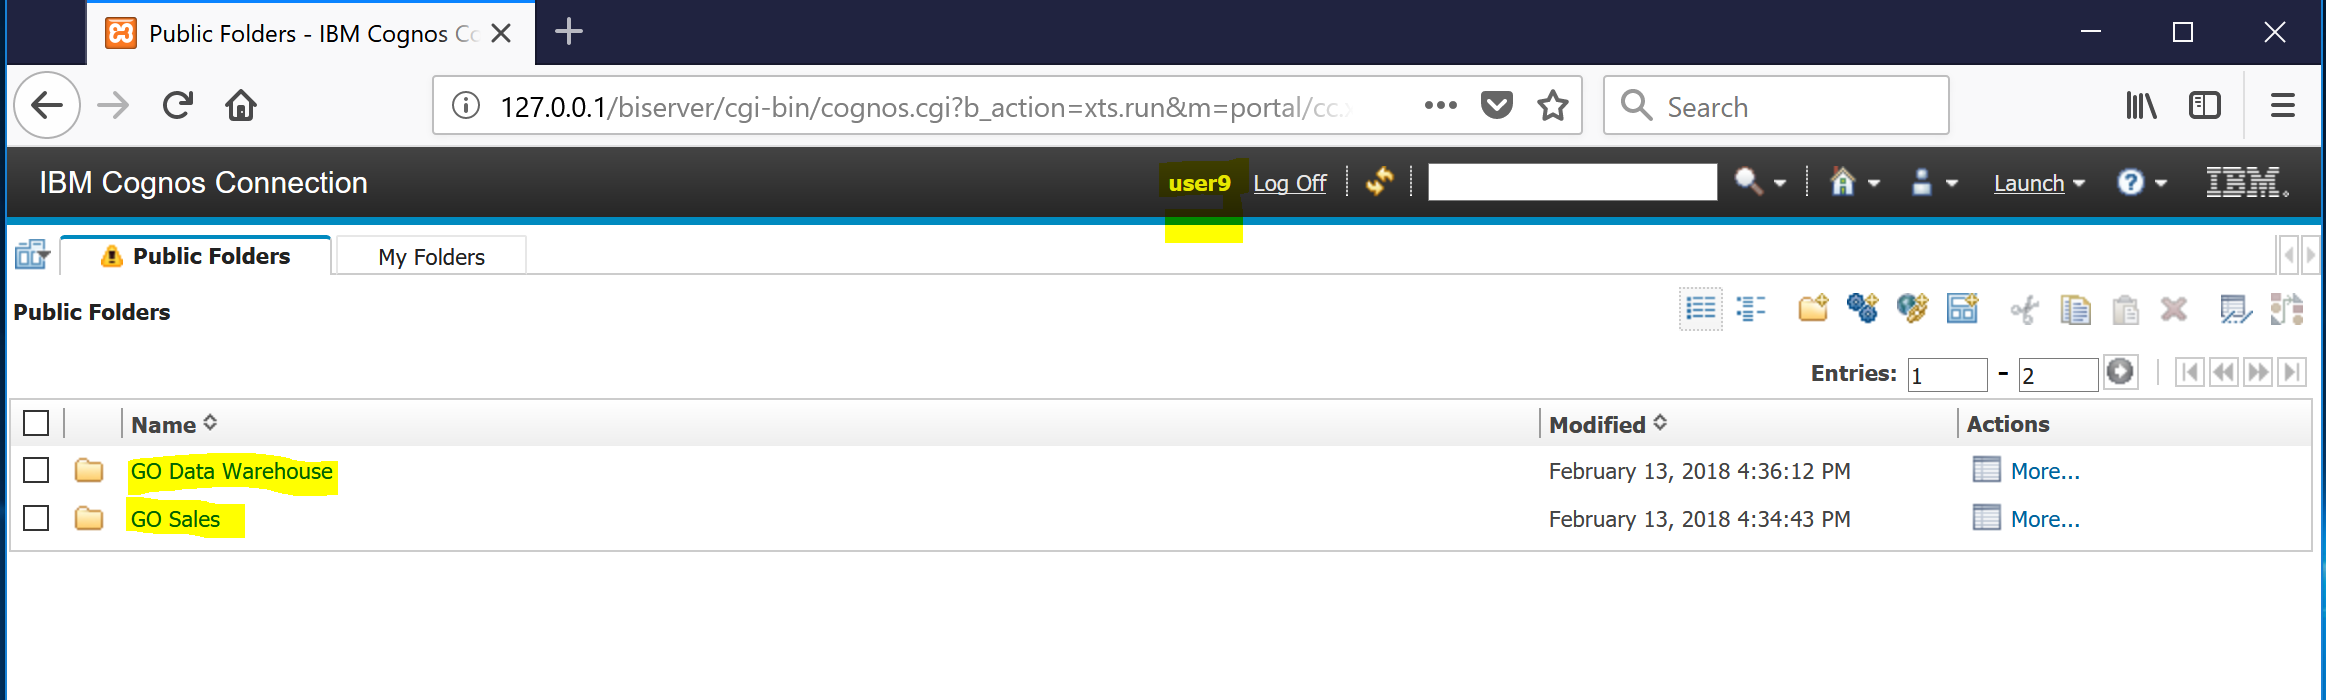 Public Folders - IBM Cognos Co
127.0.0.1/biserver/cgi-bin/cognos.cgi?b_action=xts.run&m=portal/cc.x
Search
IBM Cognos Connection
user9 Log Off
Launch
IBM.
Public Folders
My Folders
Public Folders
Entries: 1 - 2
Name Modified Actions
GO Data Warehouse February 13, 2018 4:36:12 PM More...
GO Sales February 13, 2018 4:34:43 PM More...